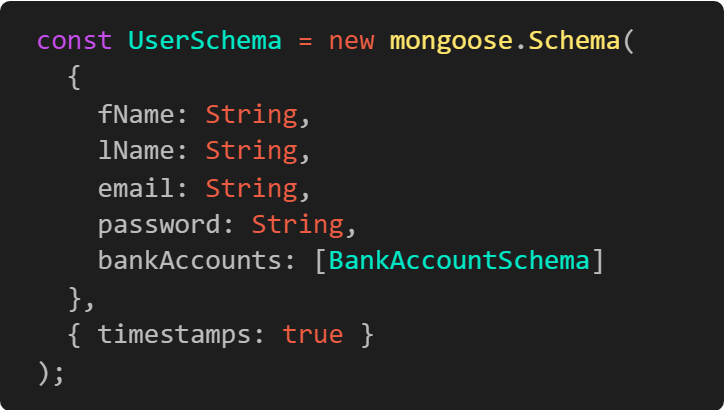 const UserSchema = new mongoose.Schema(
  {
    fName: String,
    lName: String,
    email: String,
    password: String,
    bankAccounts: [BankAccountSchema]
  },
  { timestamps: true }
);